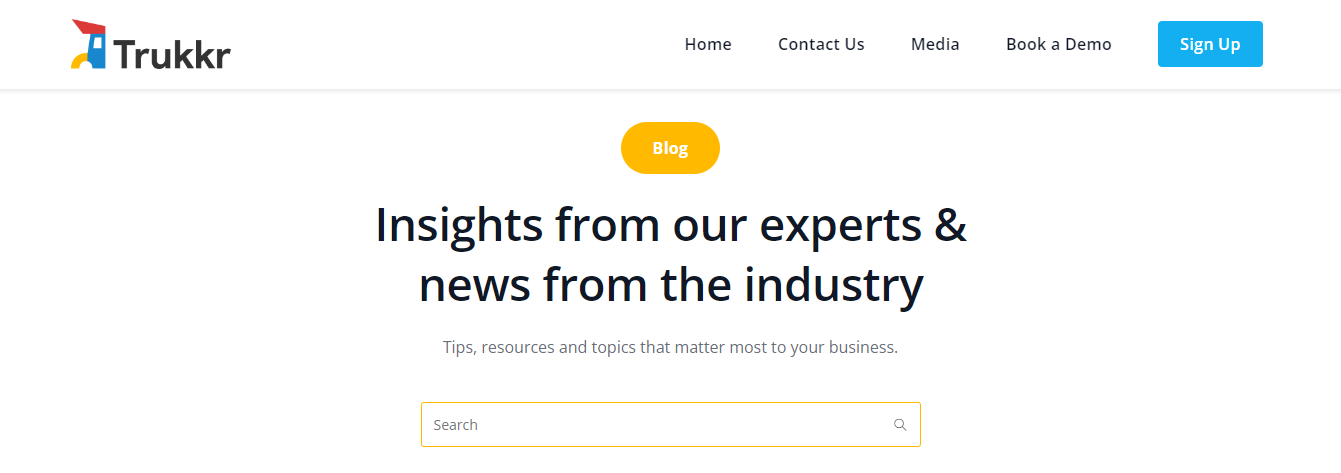 Trukkr
Home
Contact Us
Media
Book a Demo
Sign Up
Blog
Insights from our experts &
news from the industry
Tips, resources and topics that matter most to your business.
Search